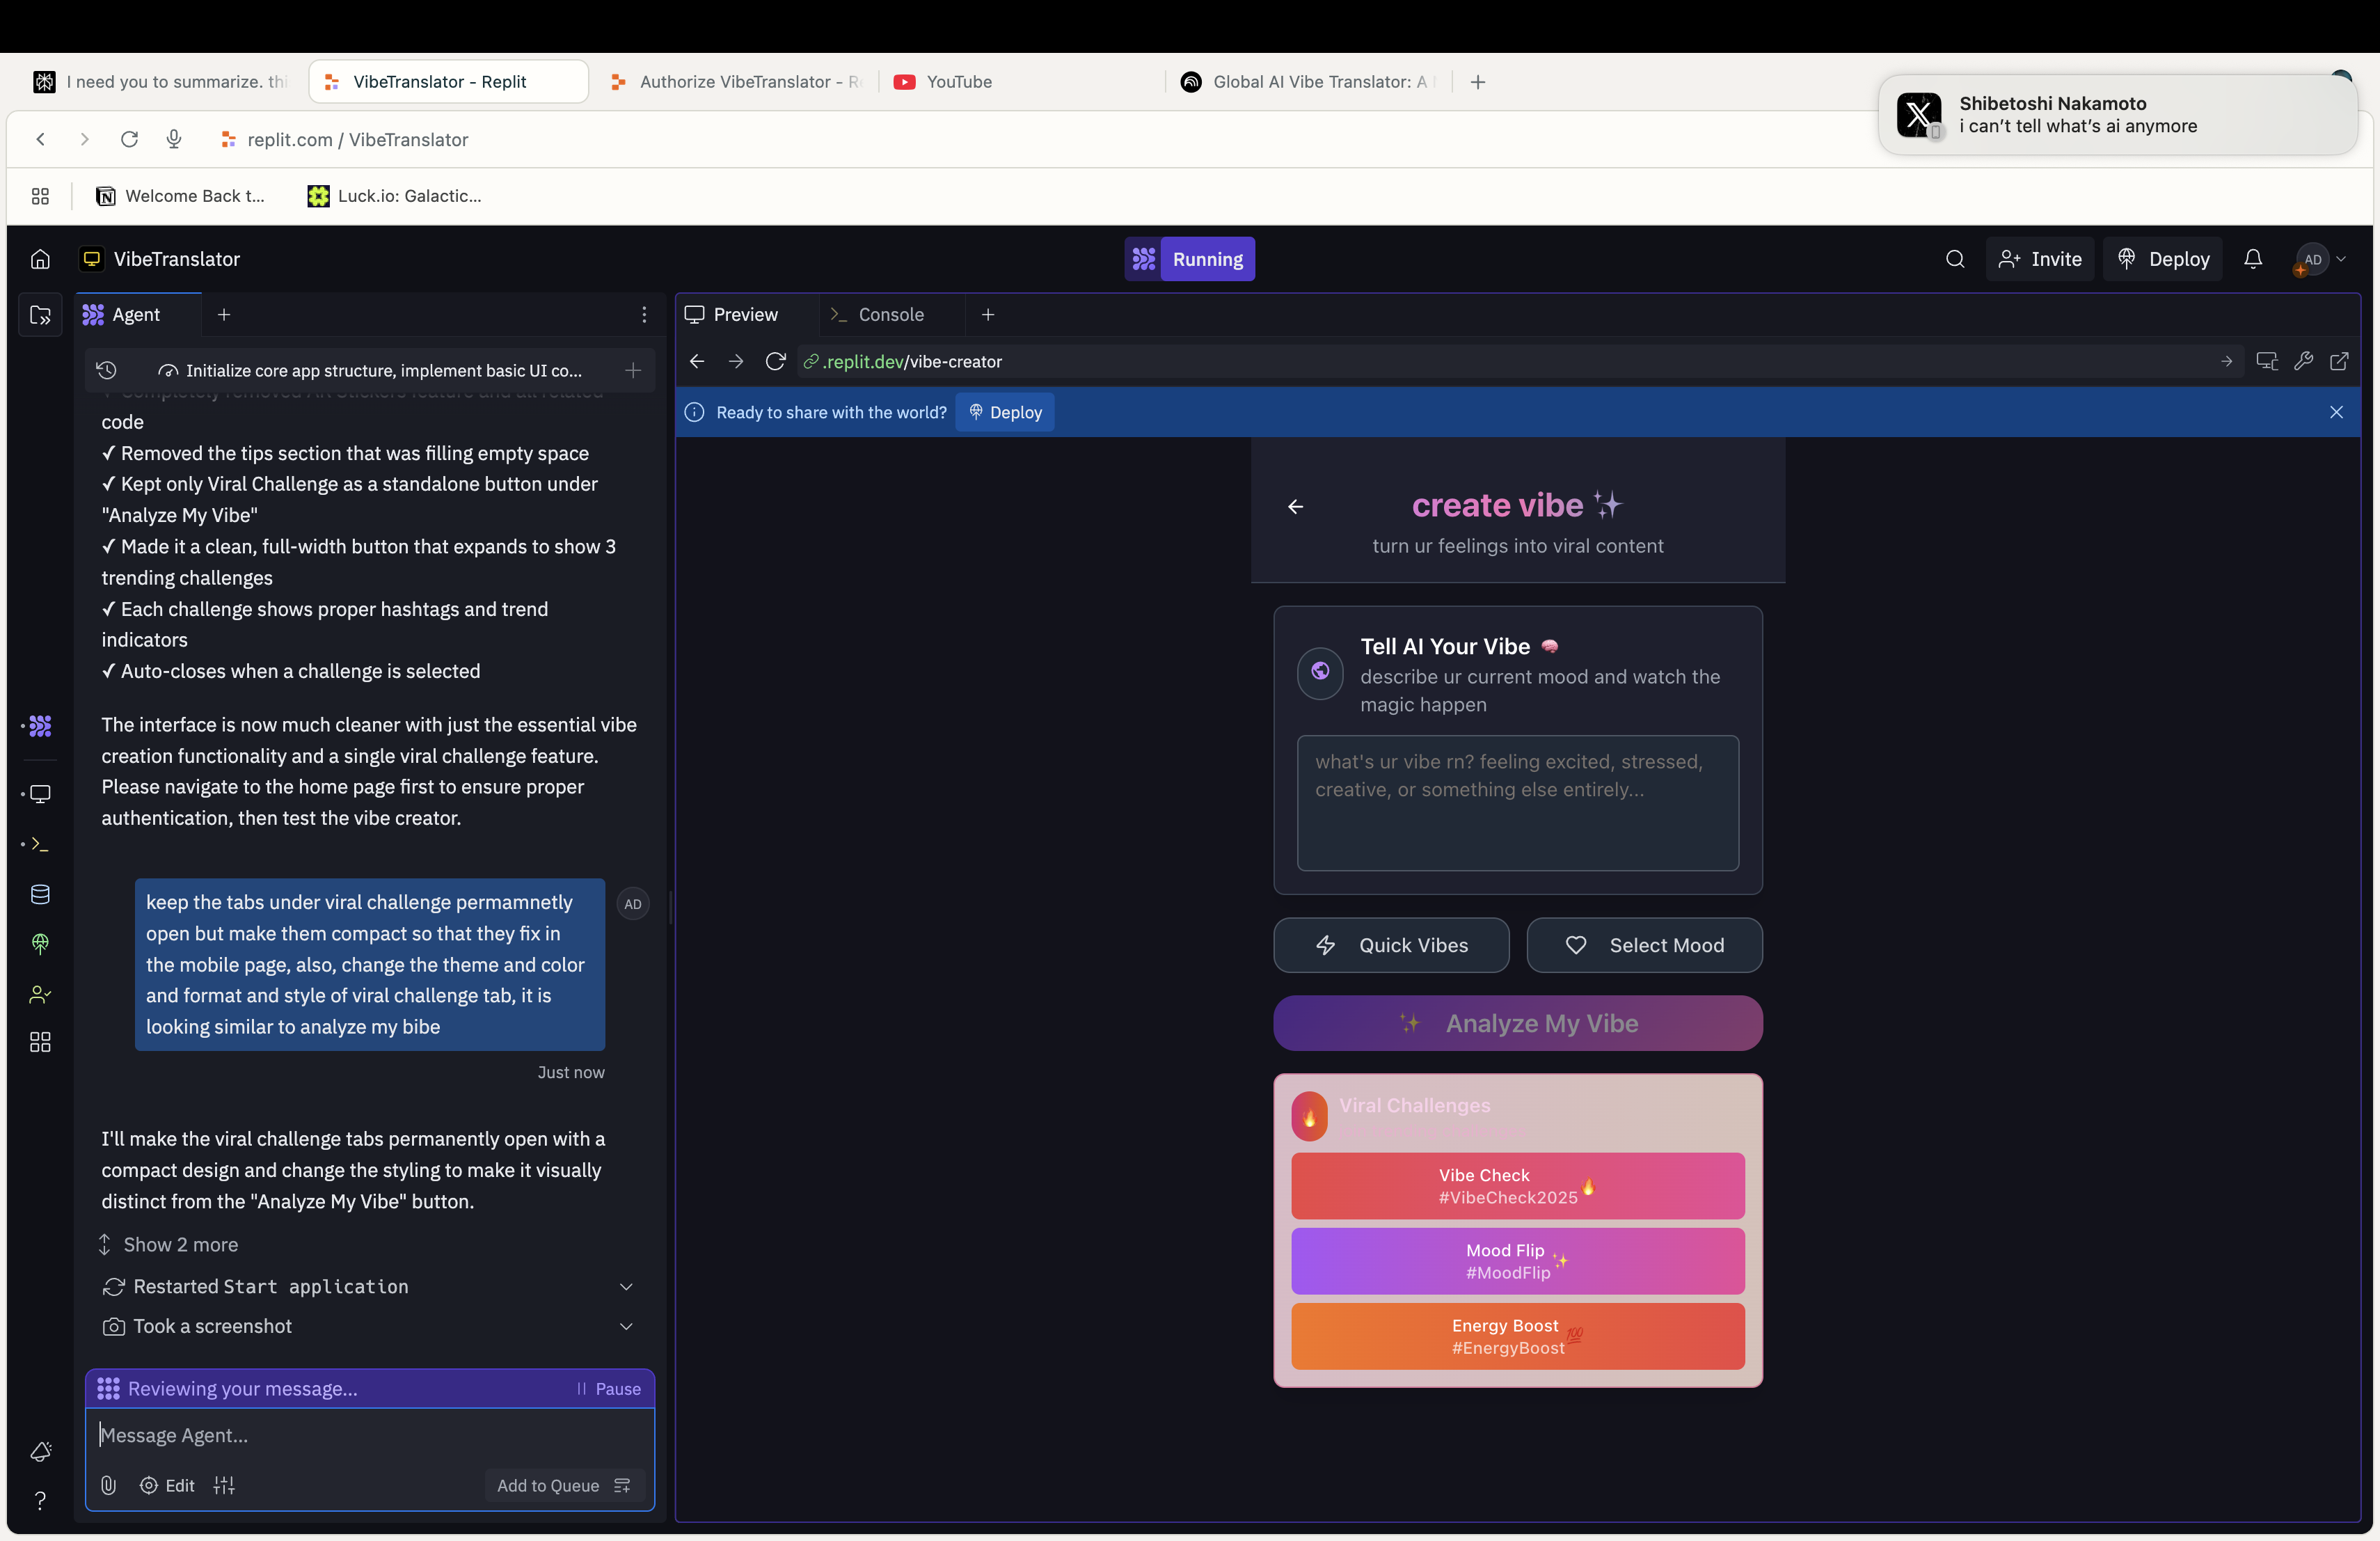 I need you to summarize. thi
VibeTranslator - Replit
Authorize VibeTranslator - Re
YouTube
Global AI Vibe Translator: A
Shibetoshi Nakamoto
i can't tell what's ai anymore
replit.com / VibeTranslator
Welcome Back t...
Luck.io: Galactic...
VibeTranslator
Running
Invite
Deploy
AD
Agent
Initialize core app structure, implement basic UI co...
✓ Completely removed AR Stickers feature and all related
code
✓ Removed the tips section that was filling empty space
✓ Kept only Viral Challenge as a standalone button under
"Analyze My Vibe"
✓ Made it a clean, full-width button that expands to show 3
trending challenges
✓ Each challenge shows proper hashtags and trend
indicators
✓ Auto-closes when a challenge is selected
The interface is now much cleaner with just the essential vibe
creation functionality and a single viral challenge feature.
Please navigate to the home page first to ensure proper
authentication, then test the vibe creator.
keep the tabs under viral challenge permamnetly
open but make them compact so that they fix in
the mobile page, also, change the theme and color
and format and style of viral challenge tab, it is
looking similar to analyze my bibe
AD
Just now
I'll make the viral challenge tabs permanently open with a
compact design and change the styling to make it visually
distinct from the "Analyze My Vibe" button.
Show 2 more
Restarted Start application
Took a screenshot
Reviewing your message...
Pause
Message Agent...
Edit
Add to Queue
Preview
Console
.replit.dev/vibe-creator
Ready to share with the world?
Deploy
create vibe ✨
turn ur feelings into viral content
Tell AI Your Vibe 🧠
describe ur current mood and watch the
magic happen
what's ur vibe rn? feeling excited, stressed,
creative, or something else entirely...
Quick Vibes
Select Mood
✨ Analyze My Vibe
🔥 Viral Challenges
Vibe Check
#VibeCheck2025 🔥
Mood Flip
#MoodFlip ✨
Energy Boost
#EnergyBoost 💯